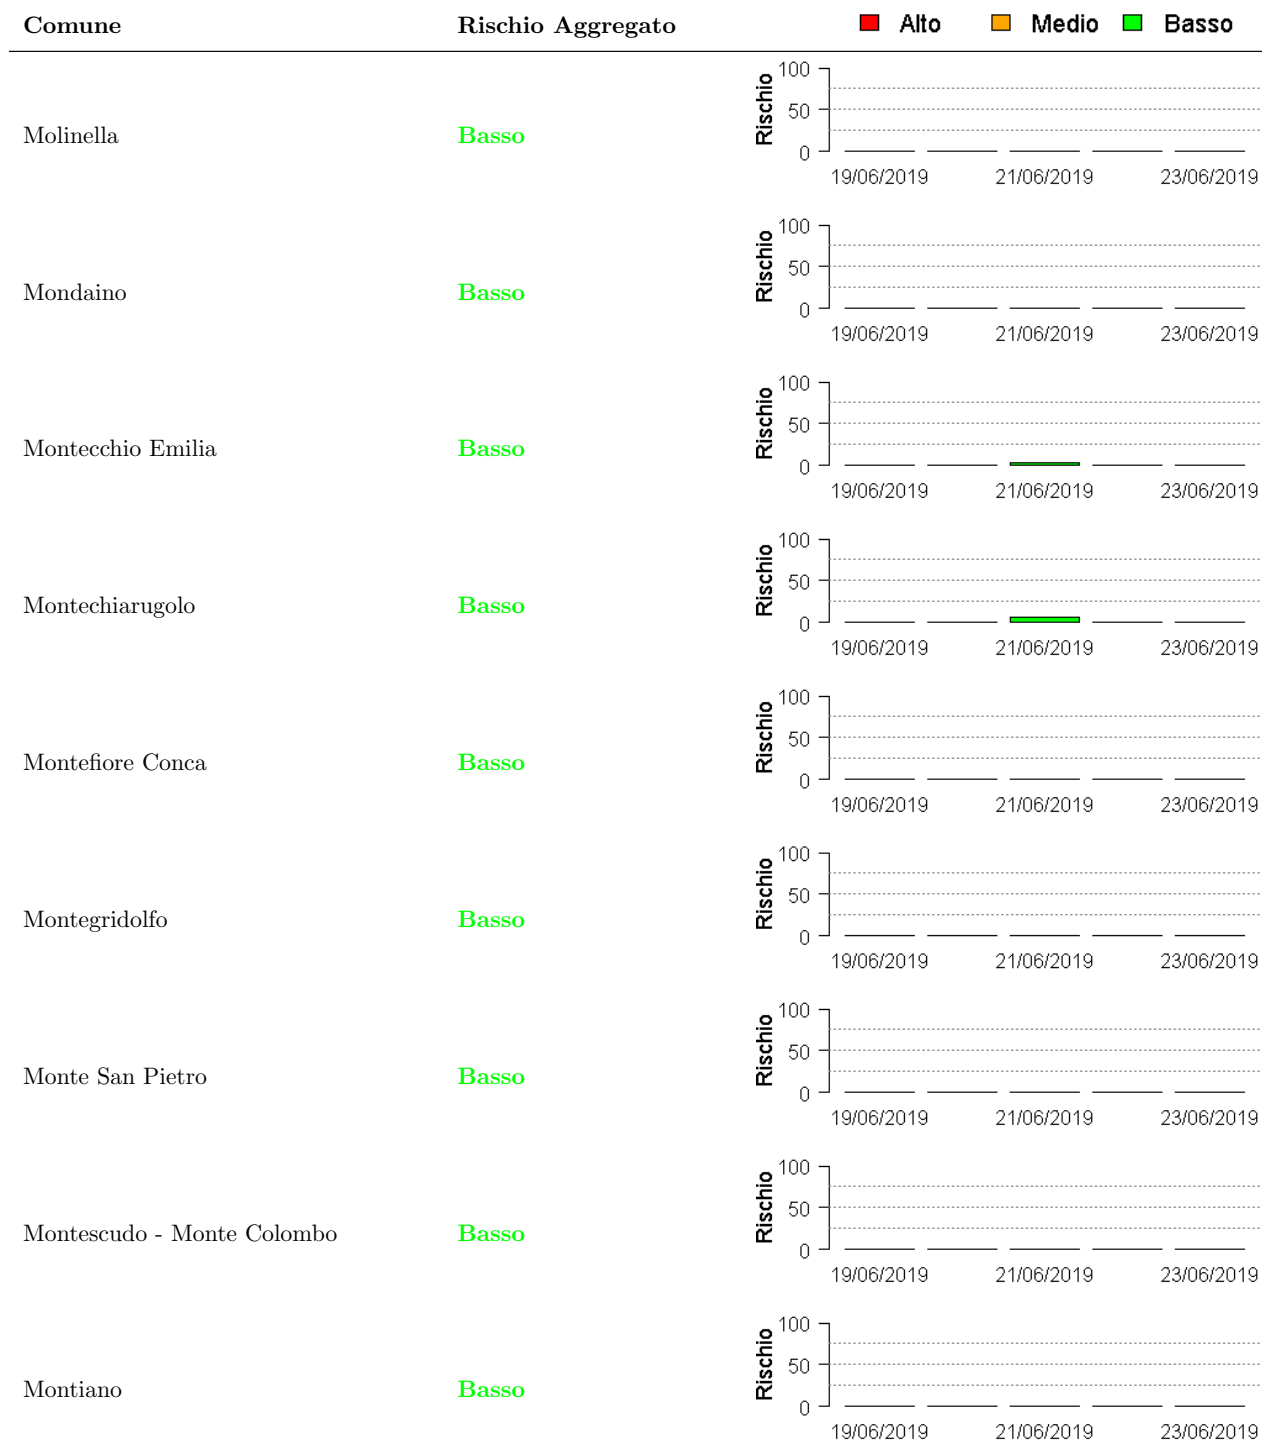 Comune Rischio Aggregato Alto Medio Basso
Molinella Basso Rischio 100 50 0
19/06/2019 21/06/2019 23/06/2019
Mondaino Basso Rischio 100 50 0
19/06/2019 21/06/2019 23/06/2019
Montecchio Emilia Basso Rischio 100 50 0
19/06/2019 21/06/2019 23/06/2019
Montechiarugolo Basso Rischio 100 50 0
19/06/2019 21/06/2019 23/06/2019
Montefiore Conca Basso Rischio 100 50 0
19/06/2019 21/06/2019 23/06/2019
Montegridolfo Basso Rischio 100 50 0
19/06/2019 21/06/2019 23/06/2019
Monte San Pietro Basso Rischio 100 50 0
19/06/2019 21/06/2019 23/06/2019
Montescudo - Monte Colombo Basso Rischio 100 50 0
19/06/2019 21/06/2019 23/06/2019
Montiano Basso Rischio 100 50 0
19/06/2019 21/06/2019 23/06/2019